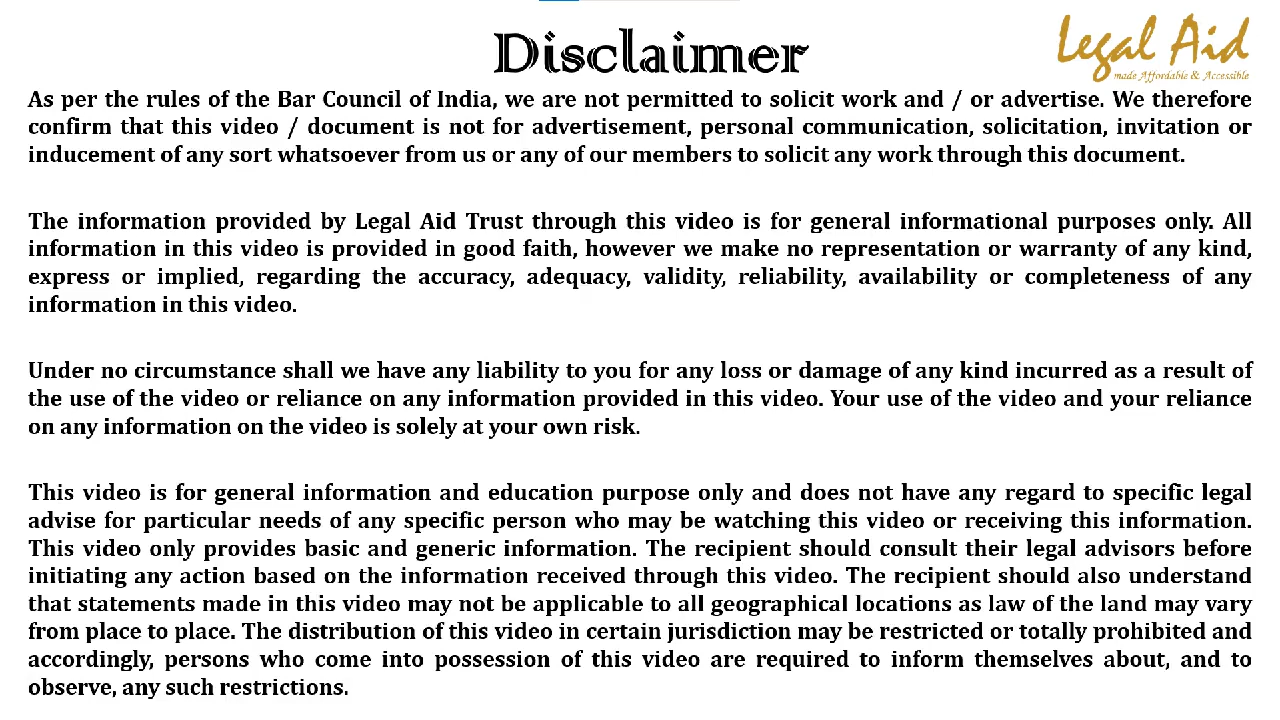 Disclaimer
Legal Aid
made Affordable & Accessible
As per the rules of the Bar Council of India, we are not permitted to solicit work and / or advertise. We therefore
confirm that this video / document is not for advertisement, personal communication, solicitation, invitation or
inducement of any sort whatsoever from us or any of our members to solicit any work through this document.
The information provided by Legal Aid Trust through this video is for general informational purposes only. All
information in this video is provided in good faith, however we make no representation or warranty of any kind,
express or implied, regarding the accuracy, adequacy, validity, reliability, availability or completeness of any
information in this video.
Under no circumstance shall we have any liability to you for any loss or damage of any kind incurred as a result of
the use of the video or reliance on any information provided in this video. Your use of the video and your reliance
on any information on the video is solely at your own risk.
This video is for general information and education purpose only and does not have any regard to specific legal
advise for particular needs of any specific person who may be watching this video or receiving this information.
This video only provides basic and generic information. The recipient should consult their legal advisors before
initiating any action based on the information received through this video. The recipient should also understand
that statements made in this video may not be applicable to all geographical locations as law of the land may vary
from place to place. The distribution of this video in certain jurisdiction may be restricted or totally prohibited and
accordingly, persons who come into possession of this video are required to inform themselves about, and to
observe, any such restrictions.